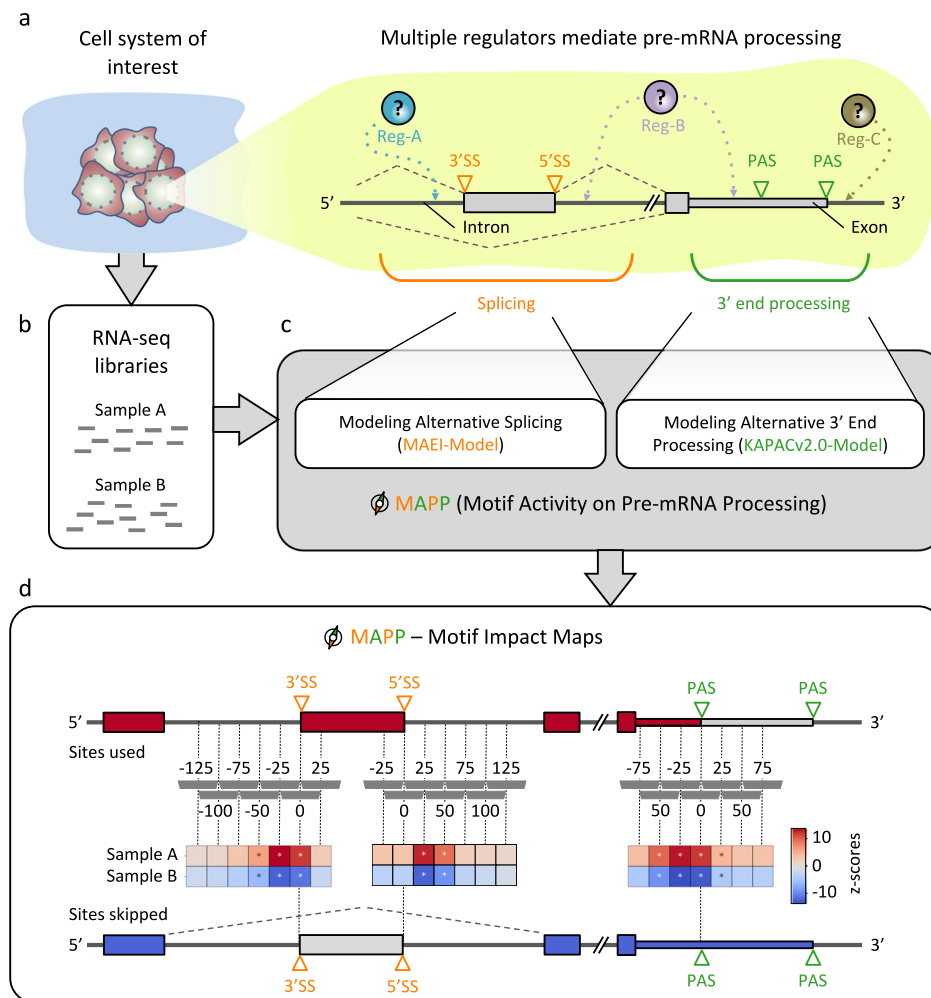 a
Cell system of
interest
Multiple regulators mediate pre-mRNA processing
?
?
?
Reg-A
Reg-B
Reg-C
3'SS
5'SS
PAS
PAS
5'
3'
Intron
Exon
Splicing
3' end processing
b
RNA-seq
libraries
Sample A
Sample B
c
Modeling Alternative Splicing
(MAEI-Model)
Modeling Alternative 3' End
Processing (KAPACv2.0-Model)
MAPP (Motif Activity on Pre-mRNA Processing)
d
MAPP – Motif Impact Maps
3'SS
5'SS
PAS
PAS
5'
3'
Sites used
-125 -75 -25 25
-100 -50 0
-25 25 75 125
0 50 100
-75 -25 25 75
50 0 50
Sample A
* * *
* *
* * * * *
Sample B
* * *
* *
* * * *
10
0
-10
z-scores
Sites skipped
5'
3'
3'SS
5'SS
PAS
PAS